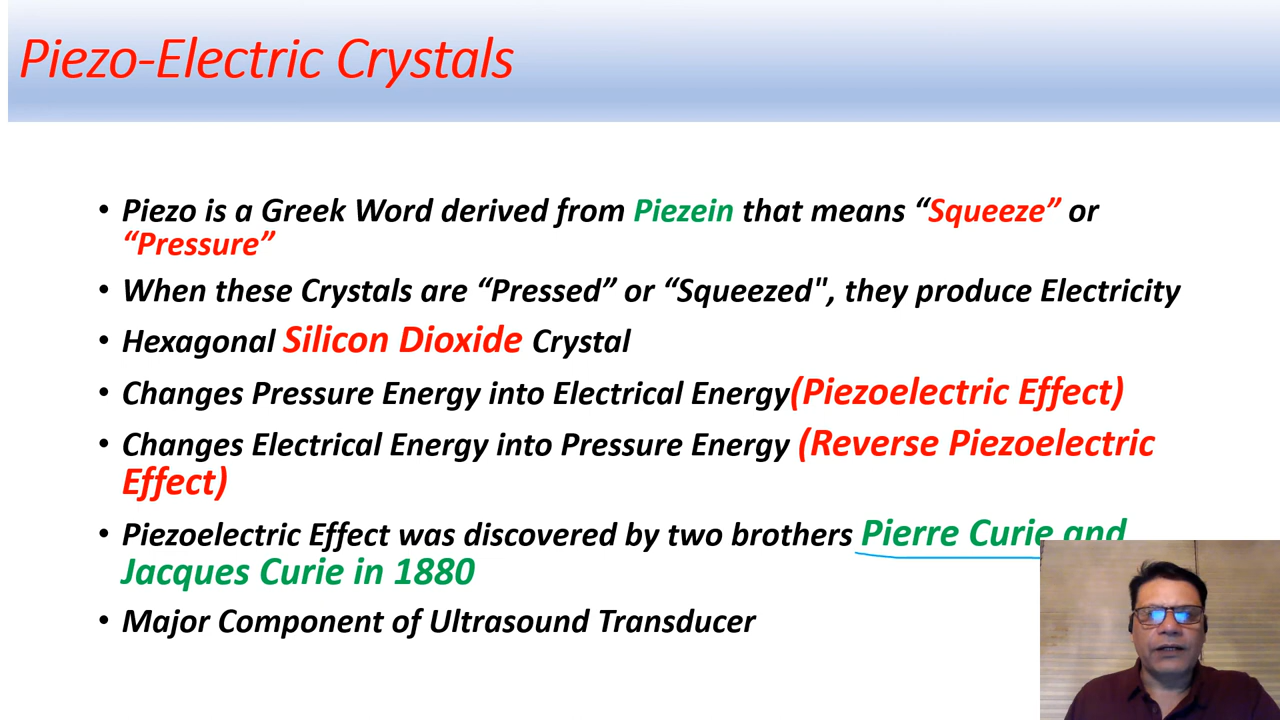 Piezo-Electric Crystals
• Piezo is a Greek Word derived from Piezein that means “Squeeze” or
“Pressure”
• When these Crystals are “Pressed” or “Squeezed", they produce Electricity
• Hexagonal Silicon Dioxide Crystal
• Changes Pressure Energy into Electrical Energy(Piezoelectric Effect)
• Changes Electrical Energy into Pressure Energy (Reverse Piezoelectric
Effect)
• Piezoelectric Effect was discovered by two brothers Pierre Curie and
Jacques Curie in 1880
• Major Component of Ultrasound Transducer